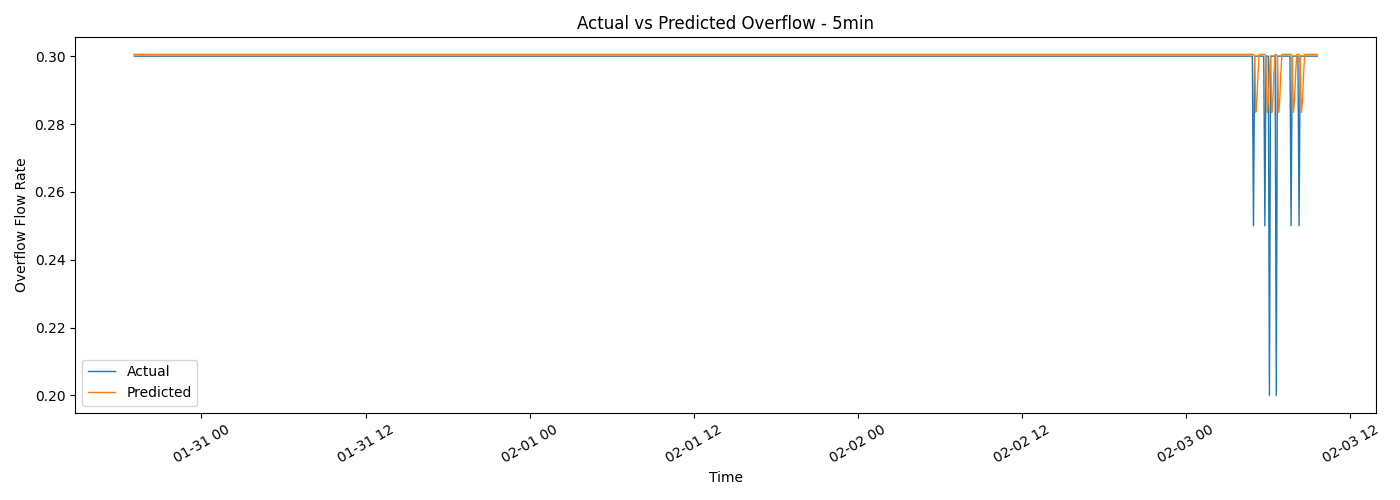 Actual vs Predicted Overflow - 5min
0.30
0.28
0.26
0.24
0.22
0.20
Overflow Flow Rate
Actual
Predicted
01-31 00
01-31 12
02-01 00
02-01 12
02-02 00
02-02 12
02-03 00
02-03 12
Time